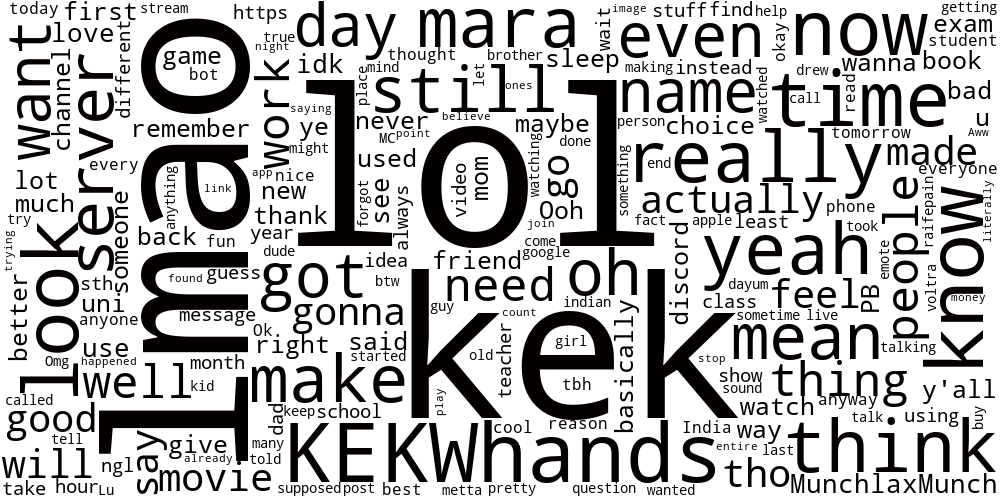 today
stream
https
day
mara
wait
image
stuff
find
help
now
getting
exam
student
first
love
true
night
idk
thought
brother
sleep
even
okay
wanna
book
want
channel
server
different
lmao
game
bot
work
place
mind
still
let
ones
making
instead
name
watched
drew
call
read
time
bad
u
Aww
remember
saying
might
ye
never
MC
point
lol
believe
maybe
done
person
choice
tomorrow
made
everyone
every
anything
link
app
nice
used
see
always
forgot
video
mom
watching
go
something
end
really
actually
phone
people
raifepain
know
literally
lot
much
someone
new
thank
Ooh
join
fact
apple
least
took
try
trying
look
back
fun
year
dude
come
google
discord
yeah
emote
voltra
better
sth
uni
found
guess
got
idea
btw
friend
need
oh
indian
dayum
class
feel
PB
money
anyone
message
gonna
guy
kek
count
sometime
live
use
Ok.
right
said
old
teacher
girl
basically
mean
talking
Omg
happened
month
started
tbh
stop
show
sound
thing
y'all
well
kid
make
play
watch
anyway
called
good
keep
school
dad
reason
cool
India
way
talk
using
buy
tell
say
give
many
KEKWhands
entire
last
think
will
ngl
already
told
movie
tho
take
hour
Lu
supposed
post
best
metta
pretty
question
wanted
MunchlaxMunch